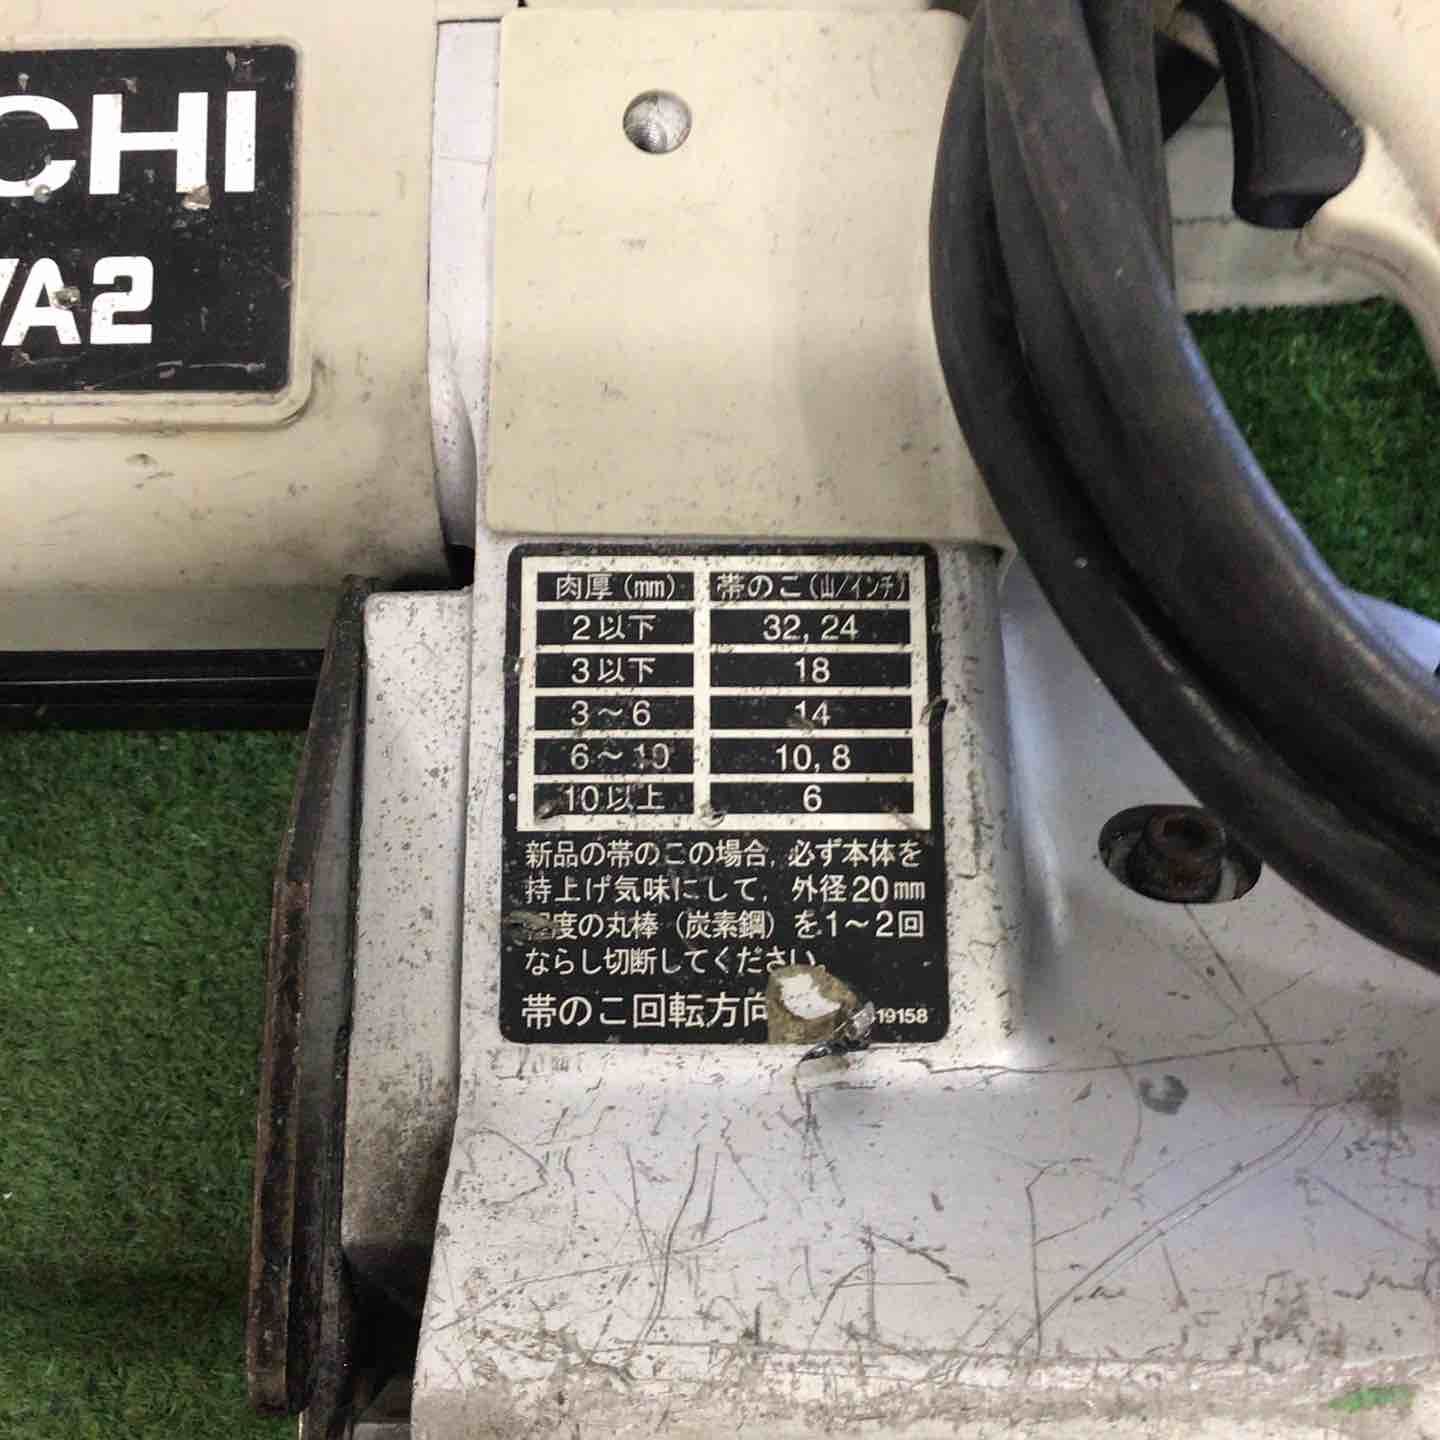 CHI
A2
肉厚(mm) 帯のこ(山/インチ)
2以下 32, 24
3以下 18
3～6 14
6～10 10, 8
10以上 6
新品の帯のこの場合, 必ず本体を
持上げ気味にして, 外径20mm
度の丸棒（炭素鋼）を1～2回
ならし切断してください
帯のこ回転方向 19158